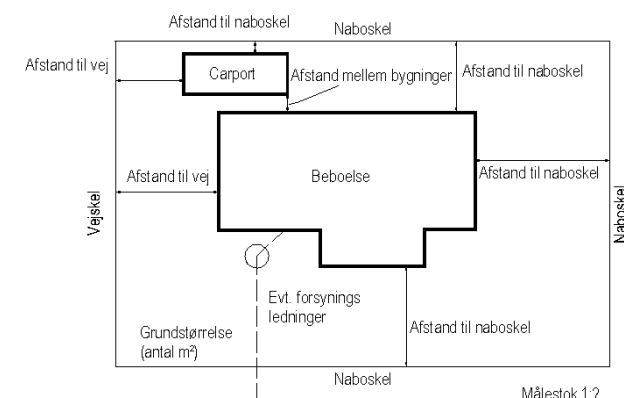 Afstand til naboskel
Naboskel
Afstand til vej
Carport
Afstand mellem bygninger
Afstand til naboskel
Afstand til vej
Beboelse
Afstand til naboskel
Vejskel
Naboskel
Evt. forsynings
ledninger
Grundstørrelse
(antal m²)
Afstand til naboskel
Naboskel
Målestok 1:?